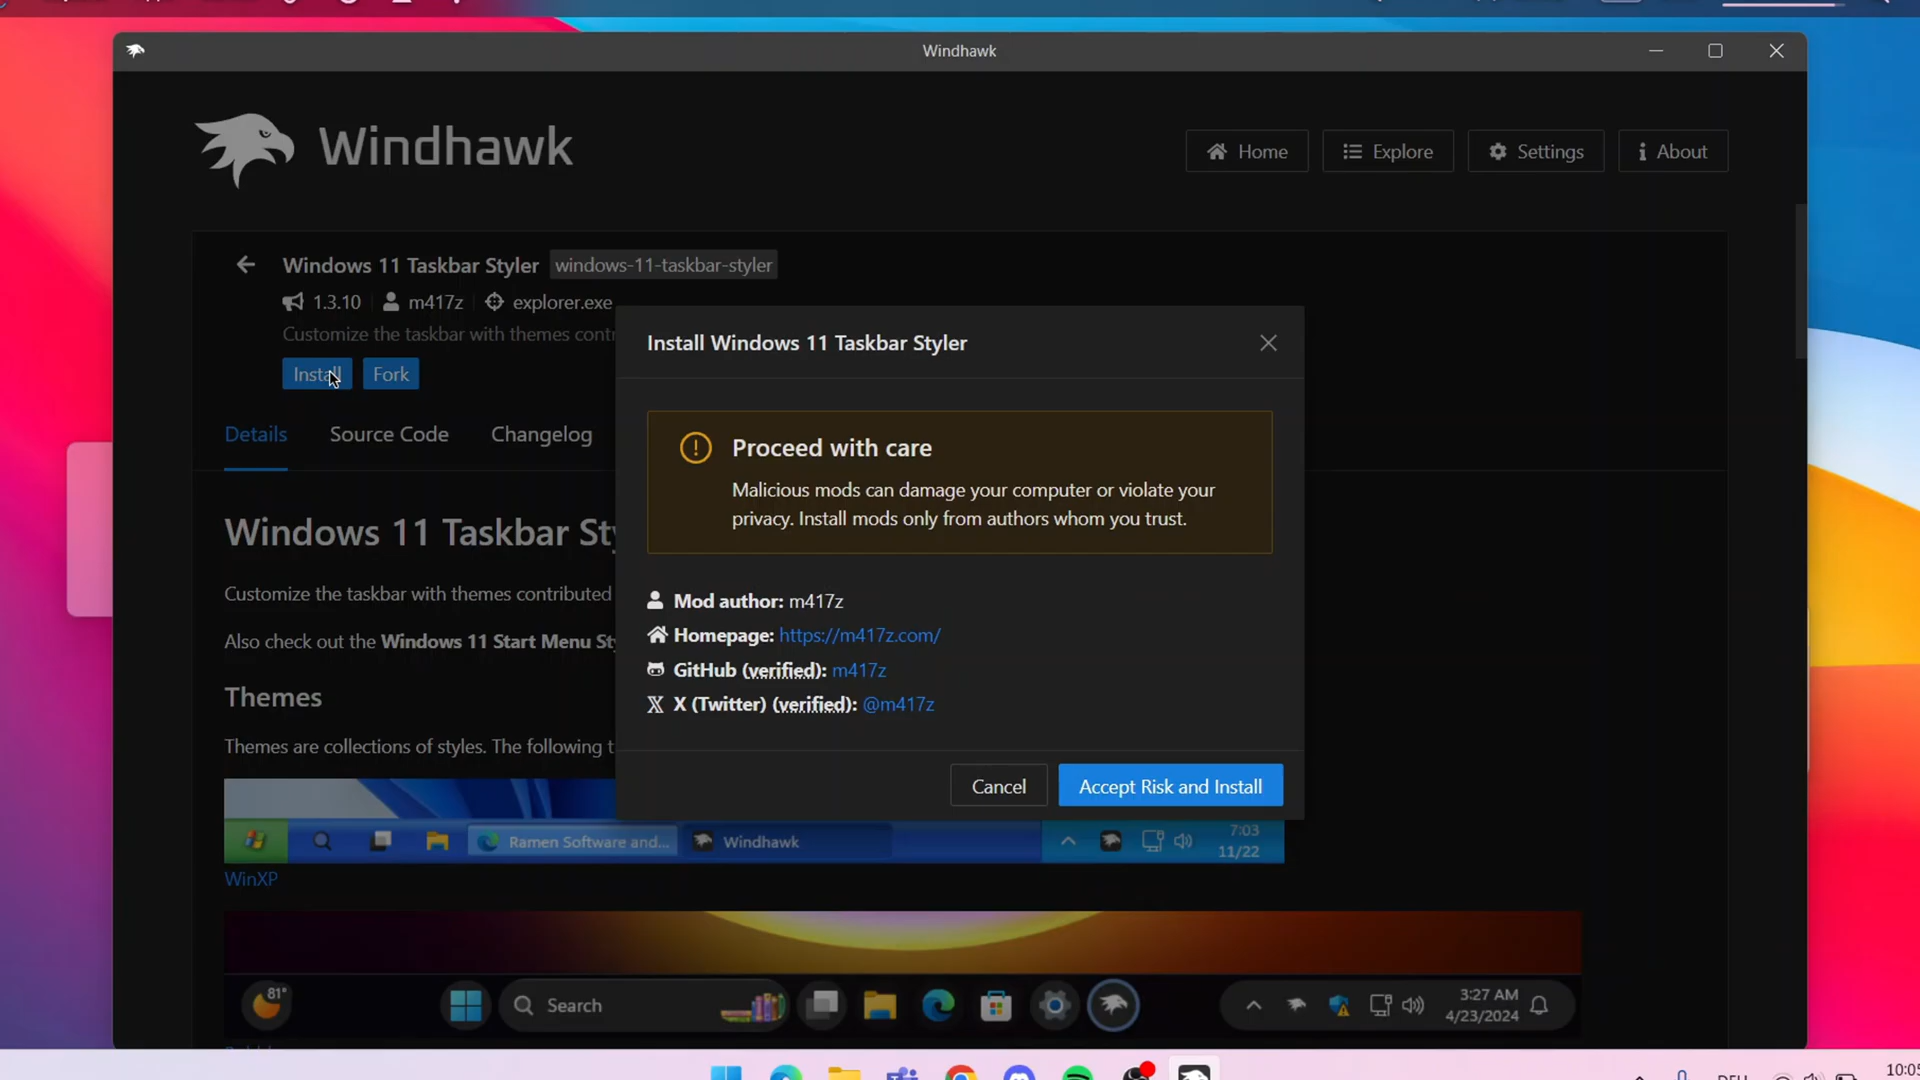 Windhawk
Windhawk
Home
Explore
Settings
About
Windows 11 Taskbar Styler
windows-11-taskbar-styler
1.3.10
m417z
explorer.exe
Customize the taskbar with themes contr
Install
Fork
Details
Source Code
Changelog
Windows 11 Taskbar Sty
Customize the taskbar with themes contributed
Also check out the Windows 11 Start Menu Sty
Themes
Themes are collections of styles. The following t
Install Windows 11 Taskbar Styler
Proceed with care
Malicious mods can damage your computer or violate your
privacy. Install mods only from authors whom you trust.
Mod author: m417z
Homepage: https://m417z.com/
GitHub (verified): m417z
X (Twitter) (verified): @m417z
Cancel
Accept Risk and Install
Ramen Software and...
Windhawk
7:03
11/22
WinXP
81°
Search
3:27 AM
4/23/2024
10:05